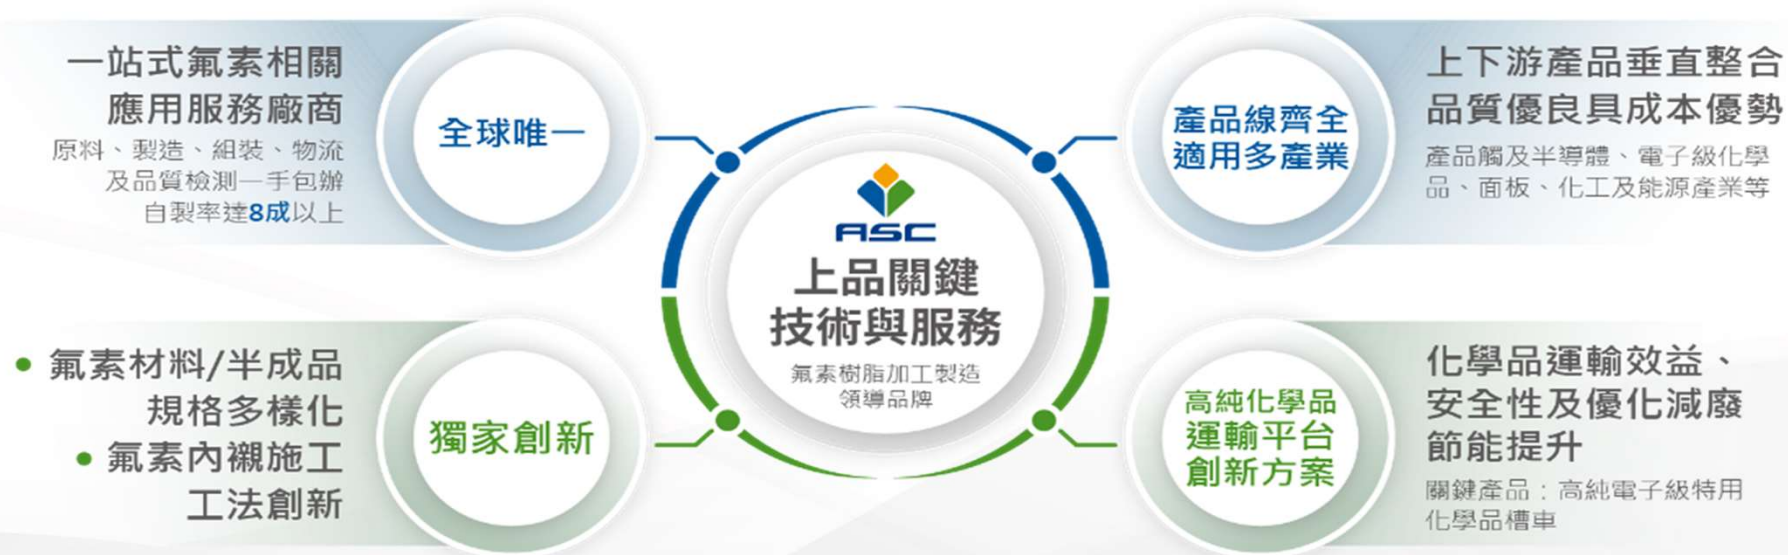 一站式氟素相關
應用服務廠商
原料、製造、組裝、物流
及品質檢測一手包辦
自製率達8成以上
全球唯一
產品線齊全
適用多產業
上下游產品垂直整合
品質優良具成本優勢
產品觸及半導體、電子級化學
品、面板、化工及能源產業等
ASC
上品關鍵
技術與服務
氟素樹脂加工製造
領導品牌
• 氟素材料/半成品
規格多樣化
• 氟素內襯施工
工法創新
獨家創新
高純化學品
運輸平台
創新方案
化學品運輸效益、
安全性及優化減廢
節能提升
關鍵產品：高純電子級特用
化學品槽車